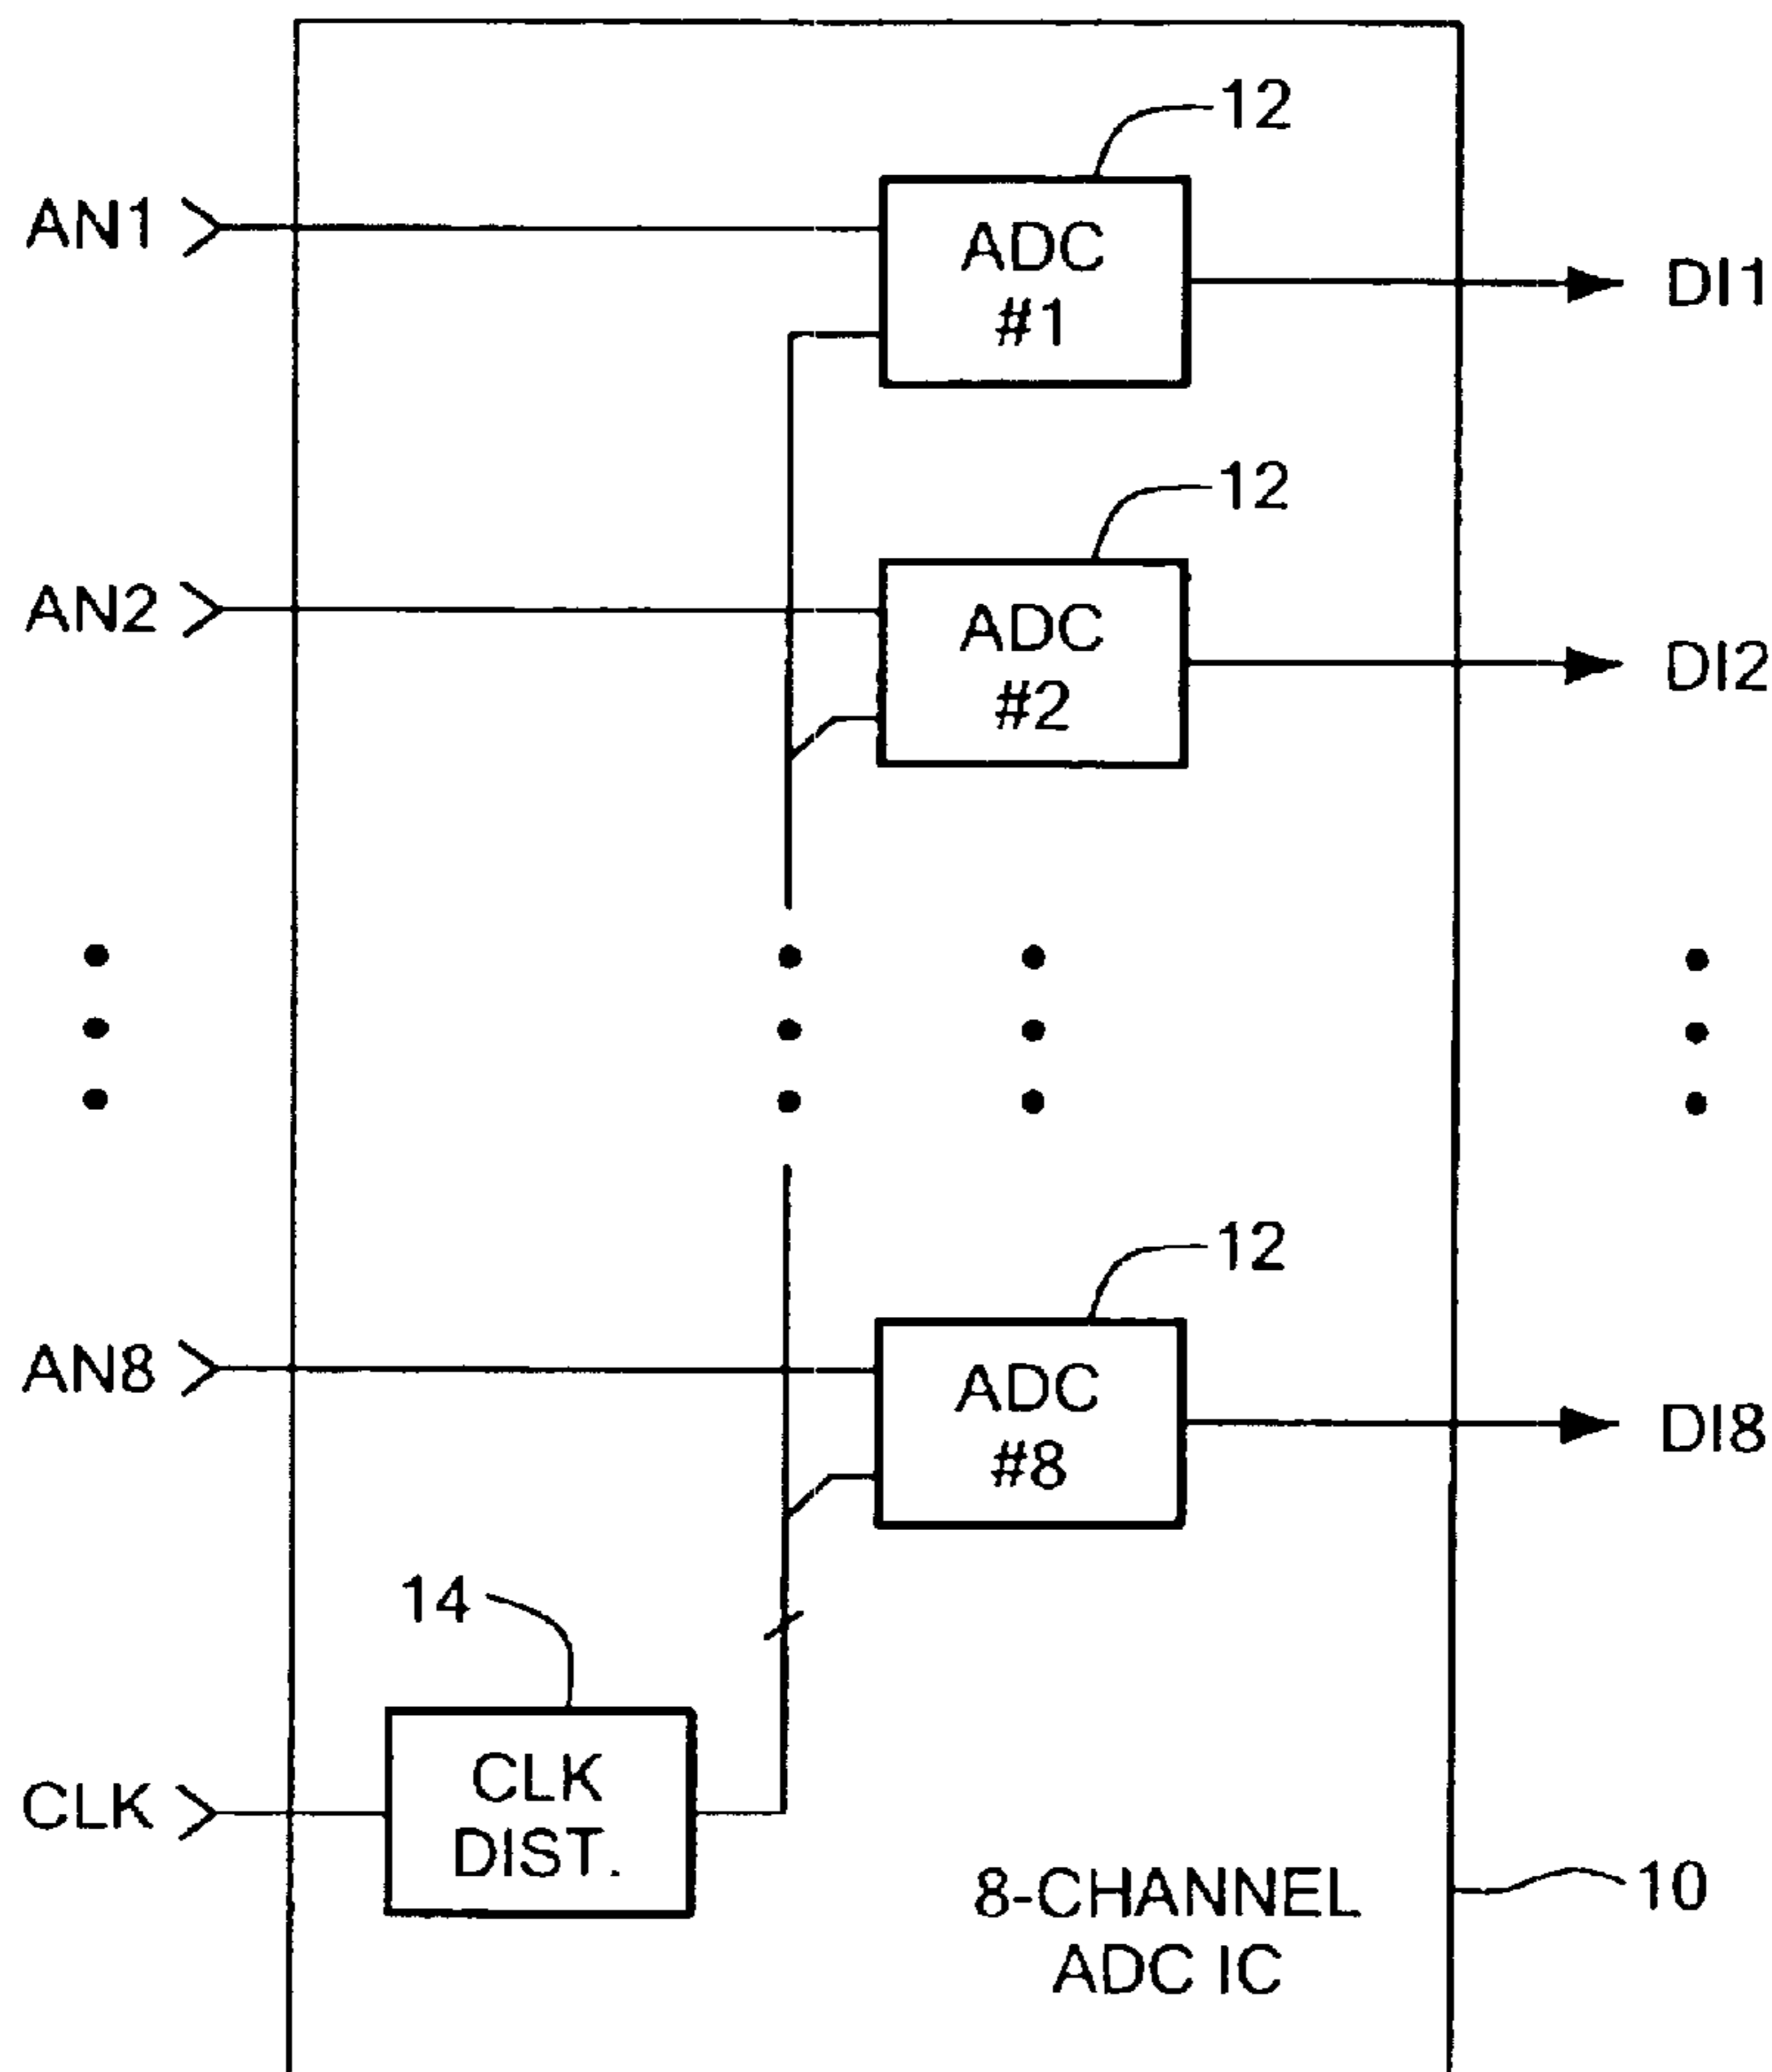 12
AN1
ADC
#1
DI1
12
AN2
ADC
#2
DI2
12
AN8
ADC
#8
DI8
14
CLK
CLK
DIST.
8-CHANNEL
ADC IC
10